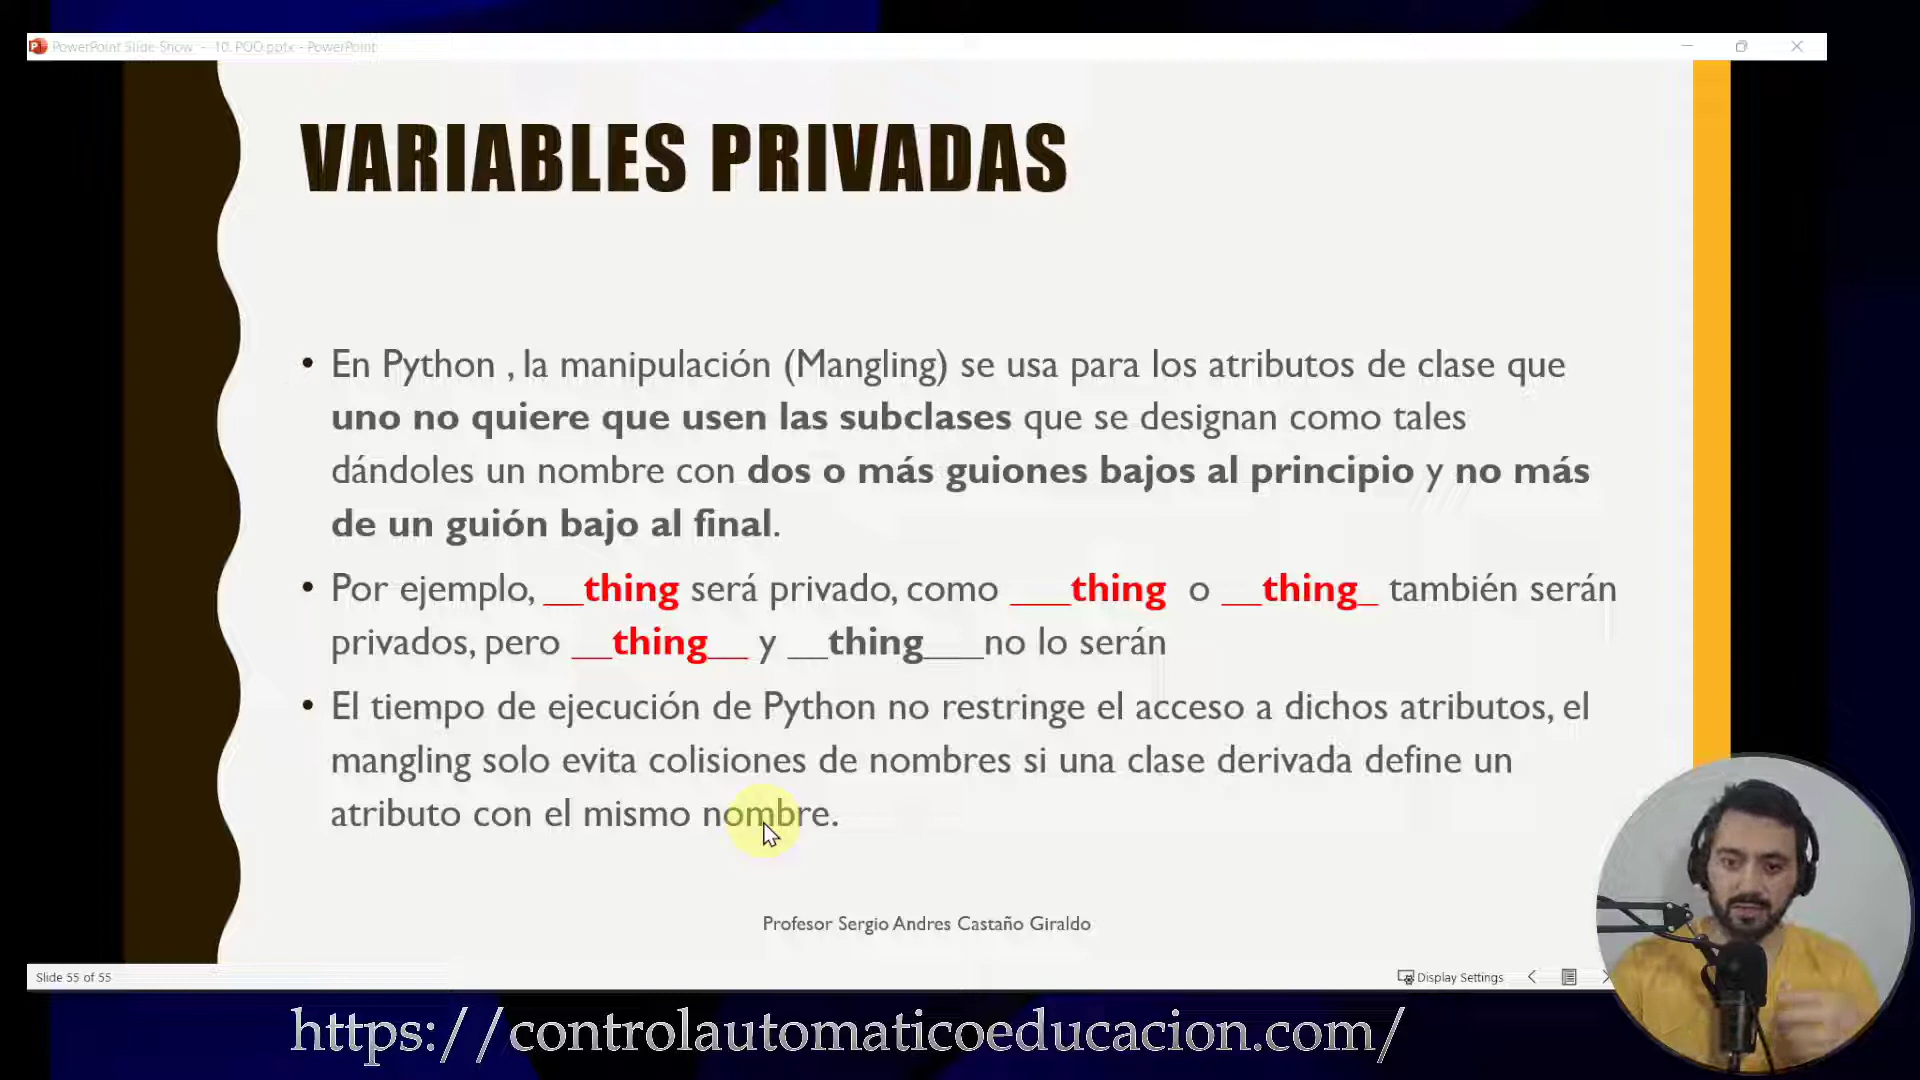 PowerPoint Slide Show - 10. POO.pptx - PowerPoint
VARIABLES PRIVADAS
• En Python , la manipulación (Mangling) se usa para los atributos de clase que
uno no quiere que usen las subclases que se designan como tales
dándoles un nombre con dos o más guiones bajos al principio y no más
de un guión bajo al final.
• Por ejemplo, __thing será privado, como ___thing o __thing_ también serán
privados, pero __thing__ y __thing___no lo serán
• El tiempo de ejecución de Python no restringe el acceso a dichos atributos, el
mangling solo evita colisiones de nombres si una clase derivada define un
atributo con el mismo nombre.
Profesor Sergio Andres Castaño Giraldo
Slide 55 of 55
Display Settings
https://controlautomaticoeducacion.com/